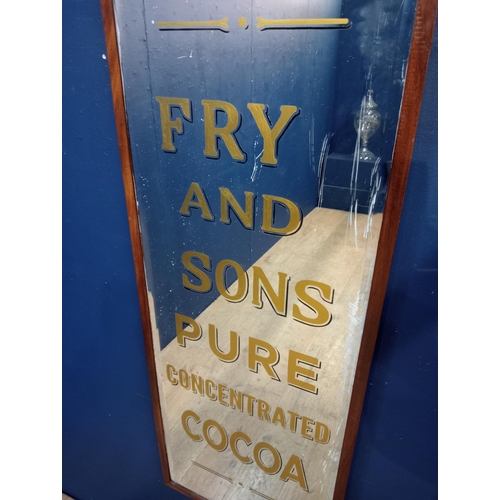 FRY
AND
SONS
PURE
CONCENTRATED
COCOA